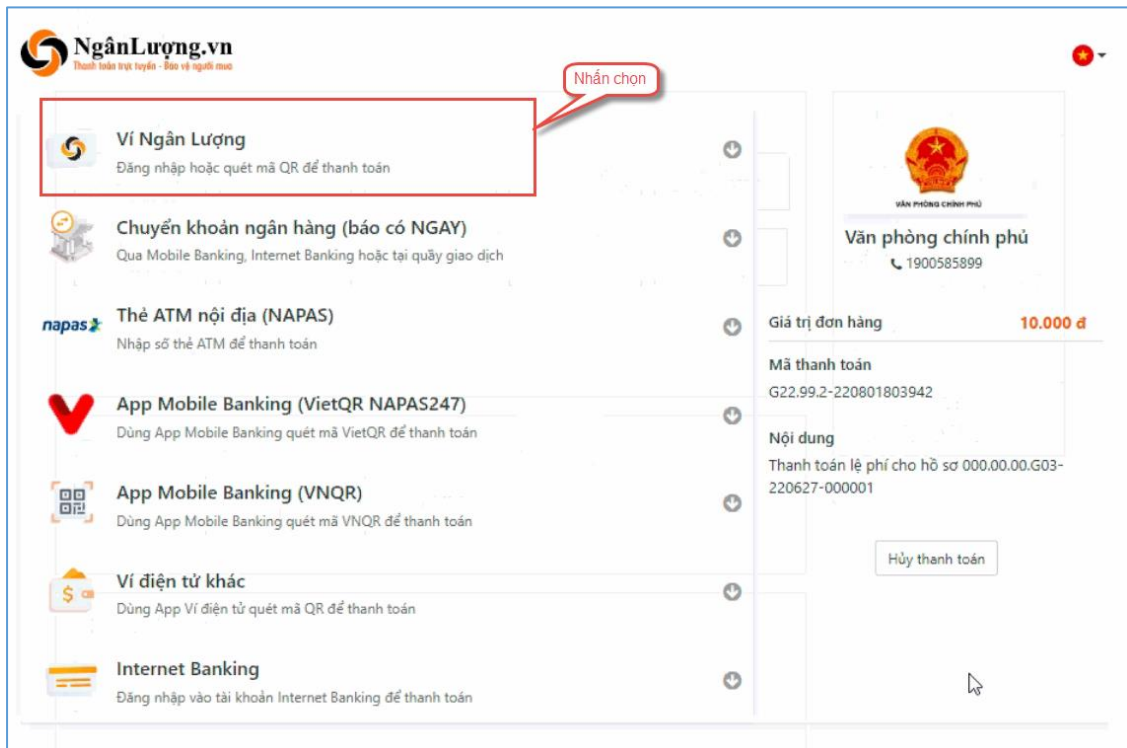 NgânLượng.vn
Thanh toán trực tuyến - Bảo vệ người mua
Nhấn chọn
Ví Ngân Lượng
Đăng nhập hoặc quét mã QR để thanh toán
Chuyển khoản ngân hàng (báo có NGAY)
Qua Mobile Banking, Internet Banking hoặc tại quầy giao dịch
napas
Thẻ ATM nội địa (NAPAS)
Nhập số thẻ ATM để thanh toán
App Mobile Banking (VietQR NAPAS247)
Dùng App Mobile Banking quét mã VietQR để thanh toán
App Mobile Banking (VNQR)
Dùng App Mobile Banking quét mã VNQR để thanh toán
Ví điện tử khác
Dùng App Ví điện tử quét mã QR để thanh toán
Internet Banking
Đăng nhập vào tài khoản Internet Banking để thanh toán
VĂN PHÒNG CHÍNH PHỦ
Văn phòng chính phủ
1900585899
Giá trị đơn hàng 10.000 đ
Mã thanh toán
G22.99.2-220801803942
Nội dung
Thanh toán lệ phí cho hồ sơ 000.00.00.G03-
220627-000001
Hủy thanh toán